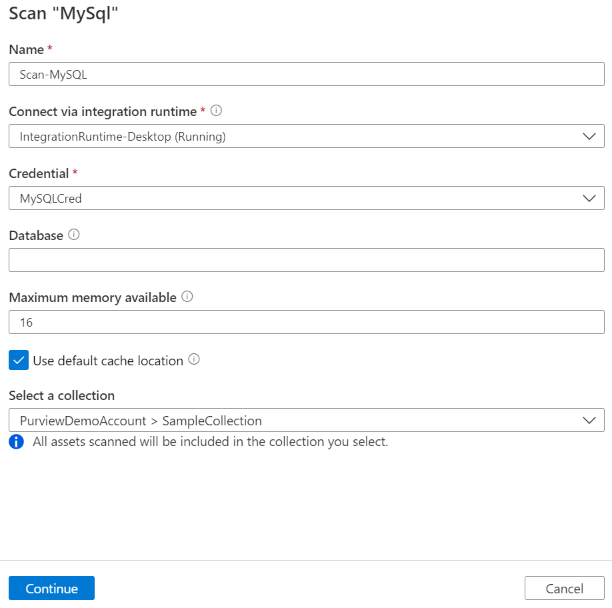 Scan "MySql"
Name *
Scan-MySQL
Connect via integration runtime *
IntegrationRuntime-Desktop (Running)
Credential *
MySQLCred
Database
Maximum memory available
16
Use default cache location
Select a collection
PurviewDemoAccount > SampleCollection
All assets scanned will be included in the collection you select.
Continue Cancel